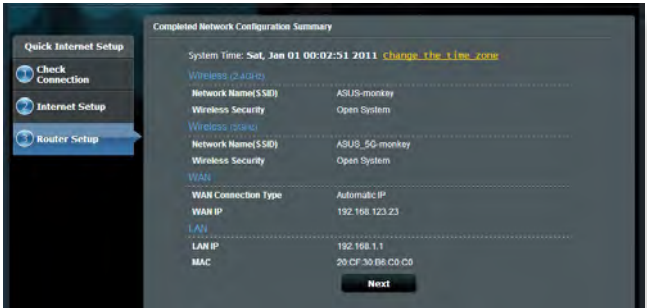 Completed Network Configuration Summary
Quick Internet Setup
System Time: Sat, Jan 01 00:02:51 2011 Change the time zone
1 Check Connection
Wireless (2.4GHz)
Network Name(SSID) ASUS-monkey
Wireless Security Open System
2 Internet Setup
Wireless (5GHz)
3 Router Setup
Network Name(SSID) ASUS_5G-monkey
Wireless Security Open System
WAN
WAN Connection Type Automatic IP
WAN IP 192.168.123.23
LAN
LAN IP 192.168.1.1
MAC 20:CF:30:B6:C0:C0
Next